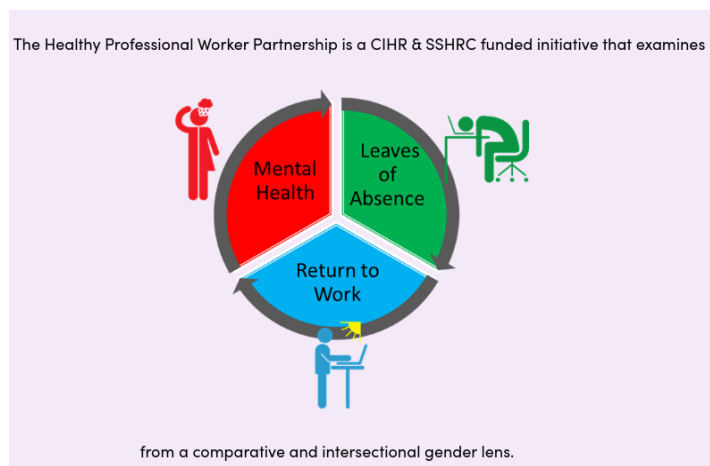 The Healthy Professional Worker Partnership is a CIHR & SSHRC funded initiative that examines
Mental
Health
Leaves
of
Absence
Return to
Work
from a comparative and intersectional gender lens.